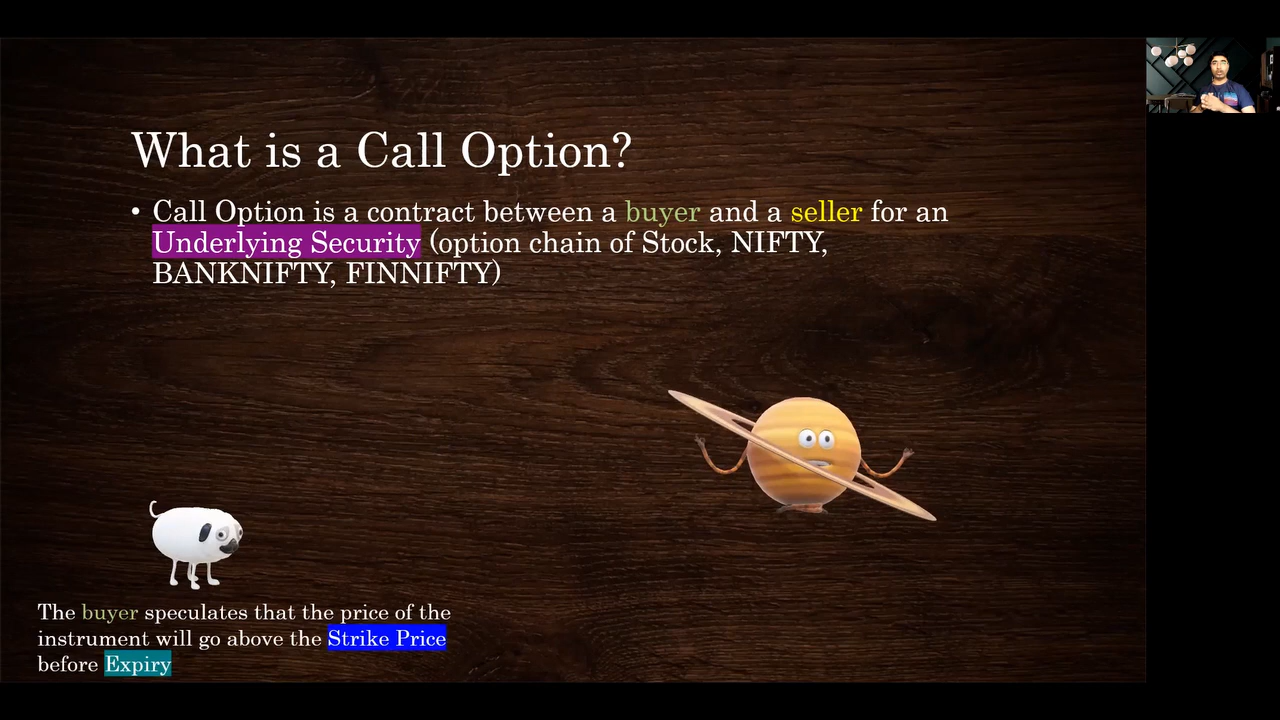 What is a Call Option?
• Call Option is a contract between a buyer and a seller for an
Underlying Security (option chain of Stock, NIFTY,
BANKNIFTY, FINNIFTY)
The buyer speculates that the price of the
instrument will go above the Strike Price
before Expiry